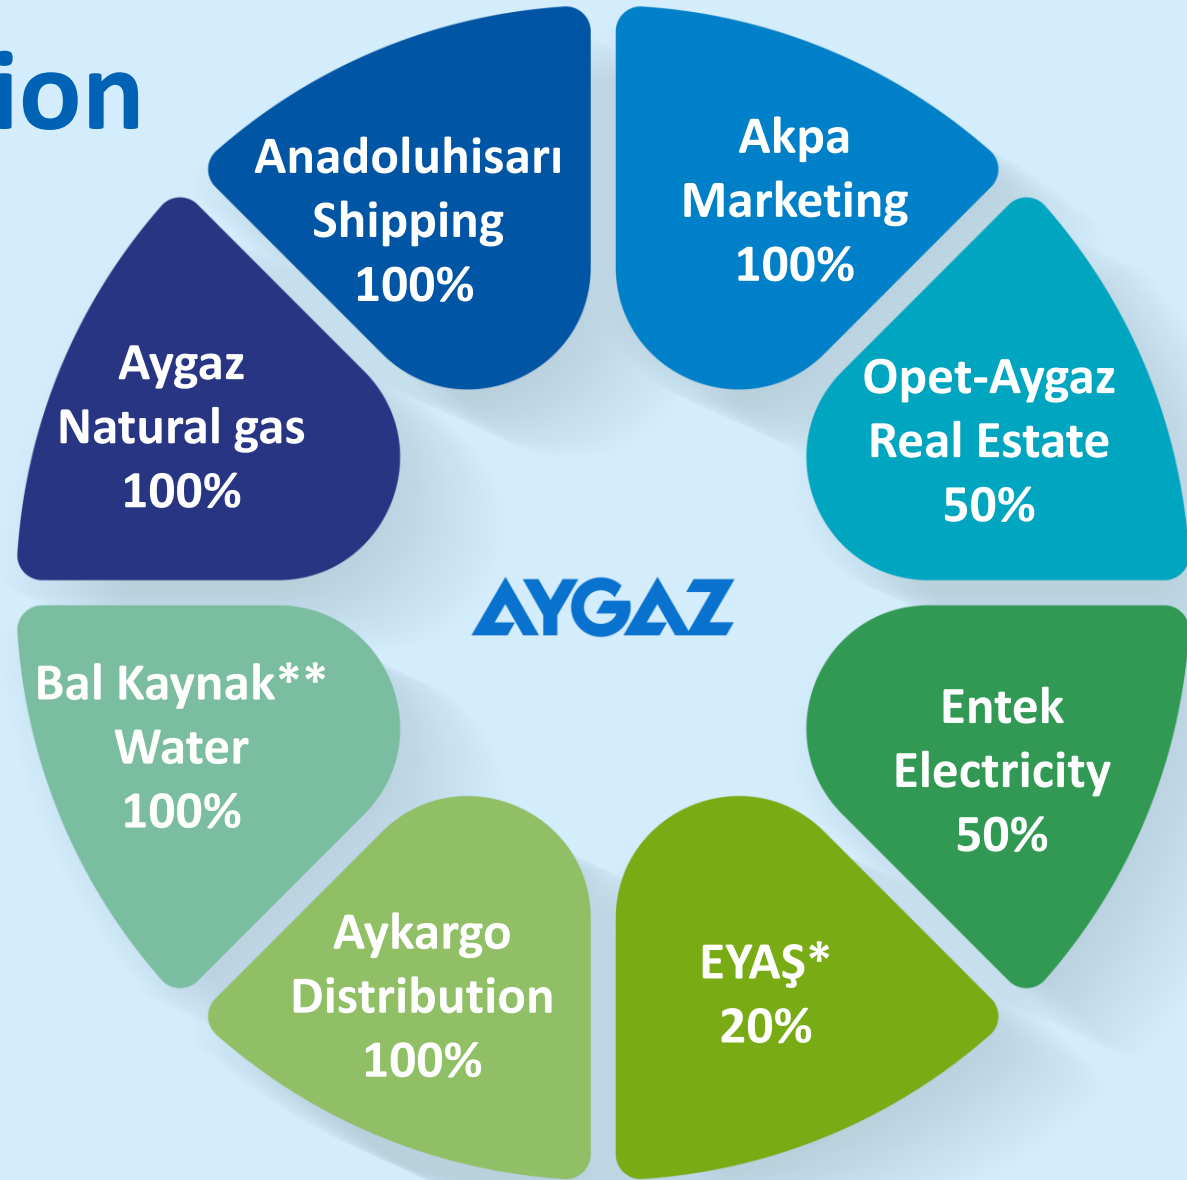 ion
Anadoluhisarı
Shipping
100%
Akpa
Marketing
100%
Opet-Aygaz
Real Estate
50%
Entek
Electricity
50%
EYAŞ*
20%
Aykargo
Distribution
100%
Bal Kaynak**
Water
100%
Aygaz
Natural gas
100%
AYGAZ